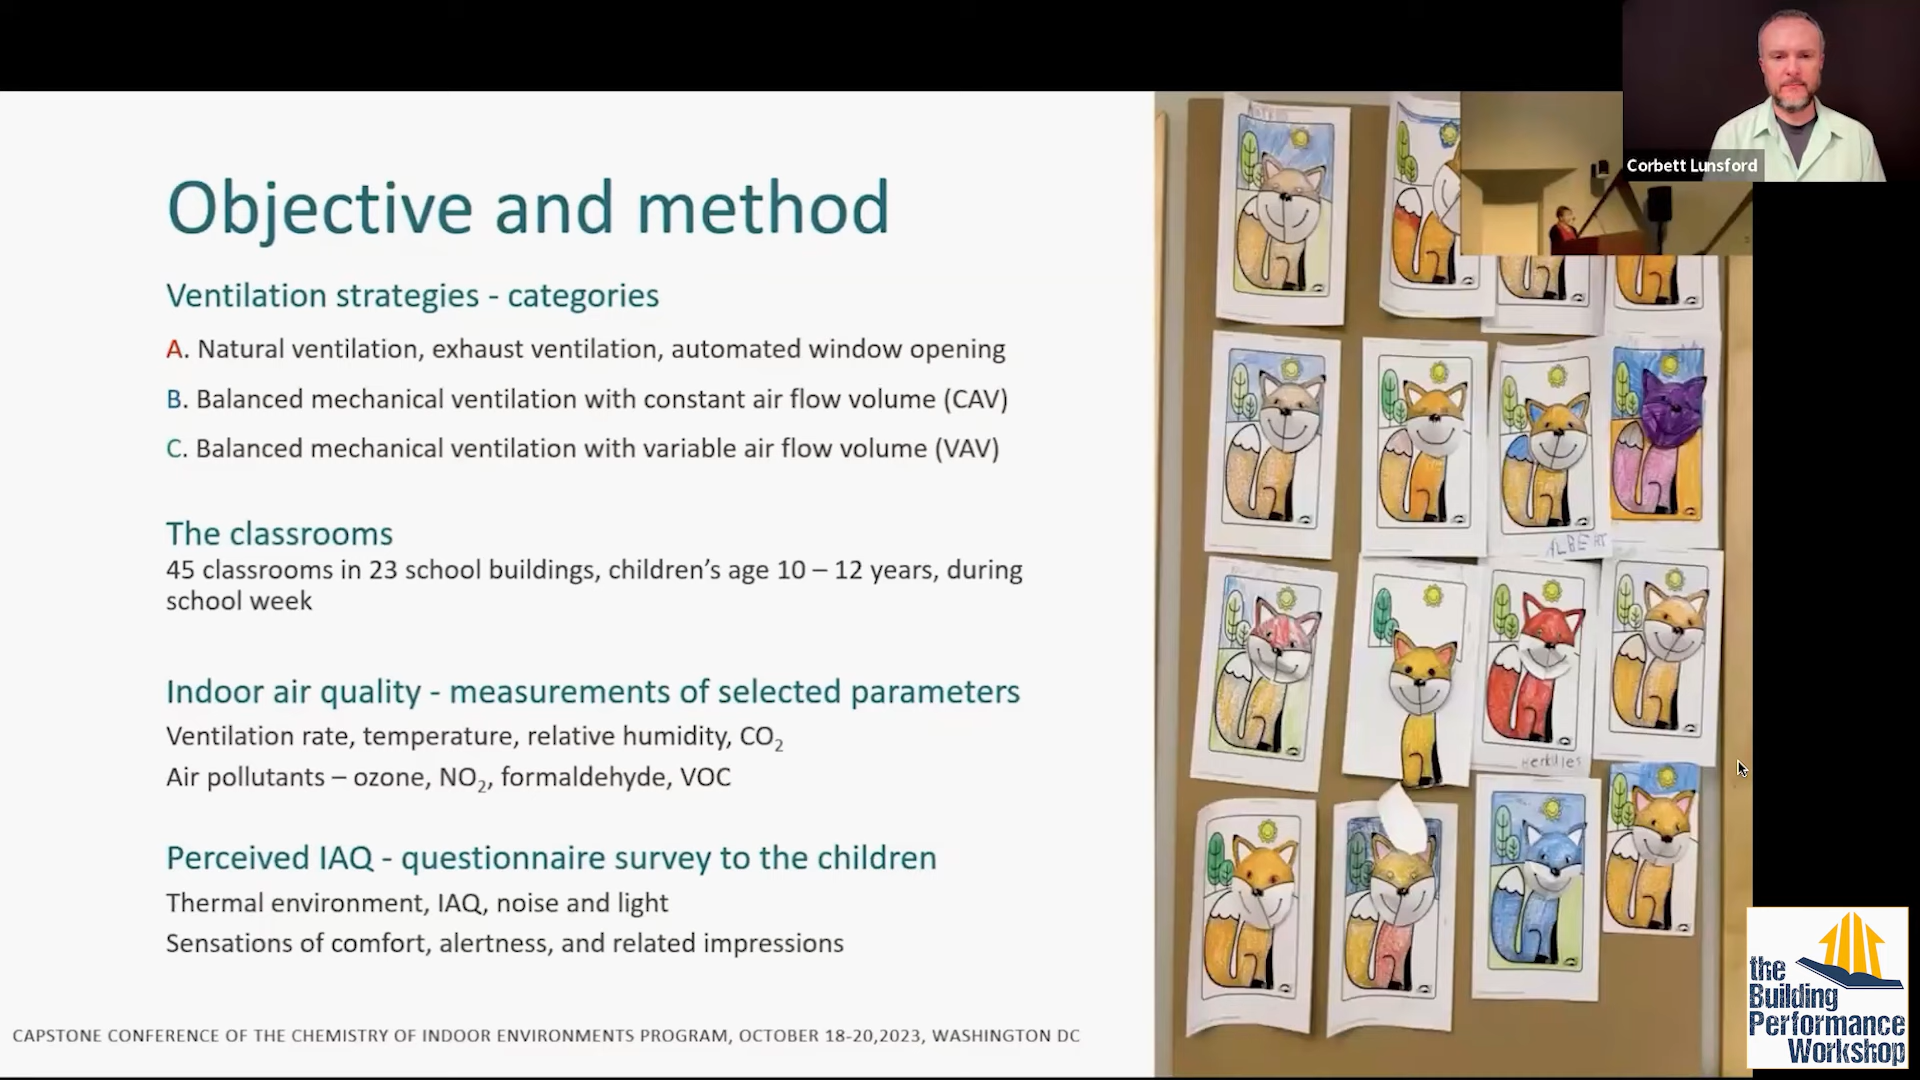 Corbett Lunsford
Objective and method
Ventilation strategies - categories
A. Natural ventilation, exhaust ventilation, automated window opening
B. Balanced mechanical ventilation with constant air flow volume (CAV)
C. Balanced mechanical ventilation with variable air flow volume (VAV)
The classrooms
45 classrooms in 23 school buildings, children’s age 10 – 12 years, during
school week
Indoor air quality - measurements of selected parameters
Ventilation rate, temperature, relative humidity, CO₂
Air pollutants – ozone, NO₂, formaldehyde, VOC
Perceived IAQ - questionnaire survey to the children
Thermal environment, IAQ, noise and light
Sensations of comfort, alertness, and related impressions
CAPSTONE CONFERENCE OF THE CHEMISTRY OF INDOOR ENVIRONMENTS PROGRAM, OCTOBER 18-20,2023, WASHINGTON DC
ALBERT
the
Building
Performance
Workshop